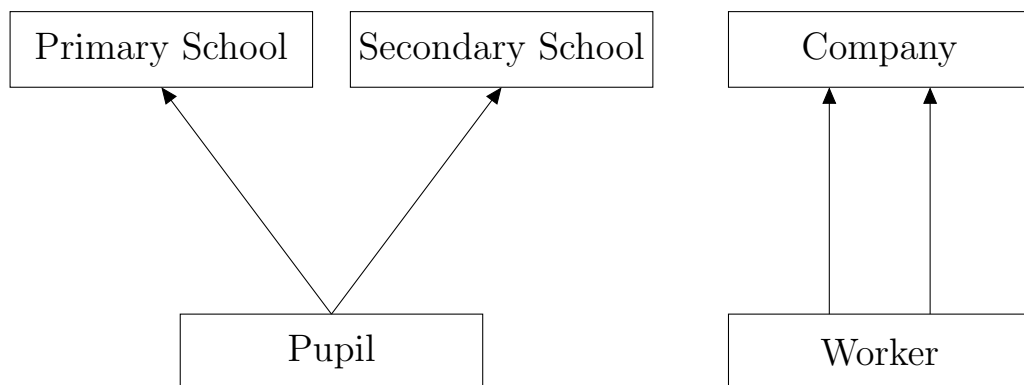 Primary School
Secondary School
Company
Pupil
Worker